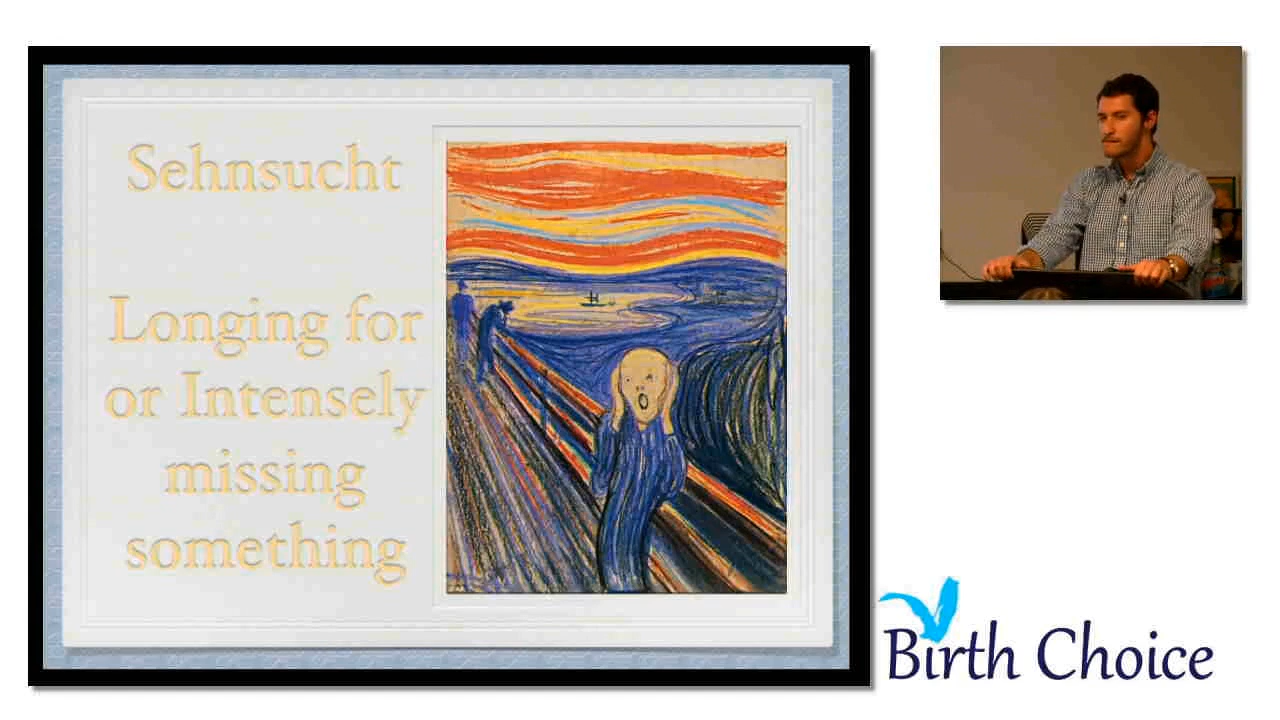 Sehnsucht
Longing for
or Intensely
missing
something
Birth Choice